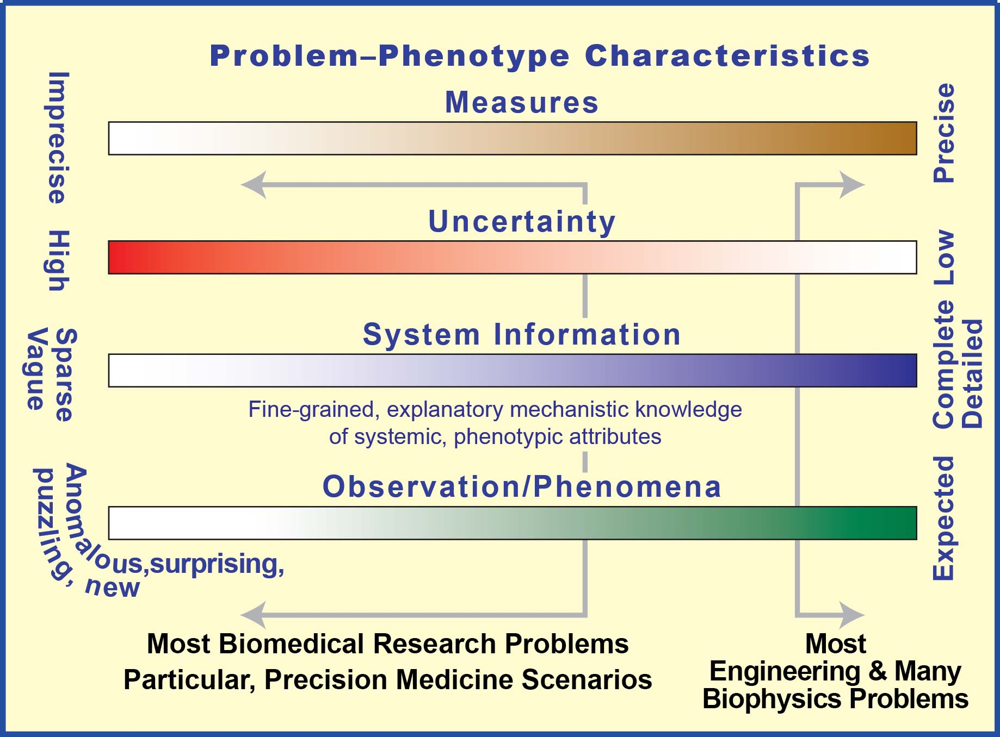 Problem–Phenotype Characteristics
Measures
Imprecise
Precise
Uncertainty
High
Low
System Information
Sparse
Vague
Complete
Detailed
Fine-grained, explanatory mechanistic knowledge
of systemic, phenotypic attributes
Observation/Phenomena
Anomalous,surprising,
puzzling, new
Expected
Most Biomedical Research Problems
Particular, Precision Medicine Scenarios
Most
Engineering & Many
Biophysics Problems